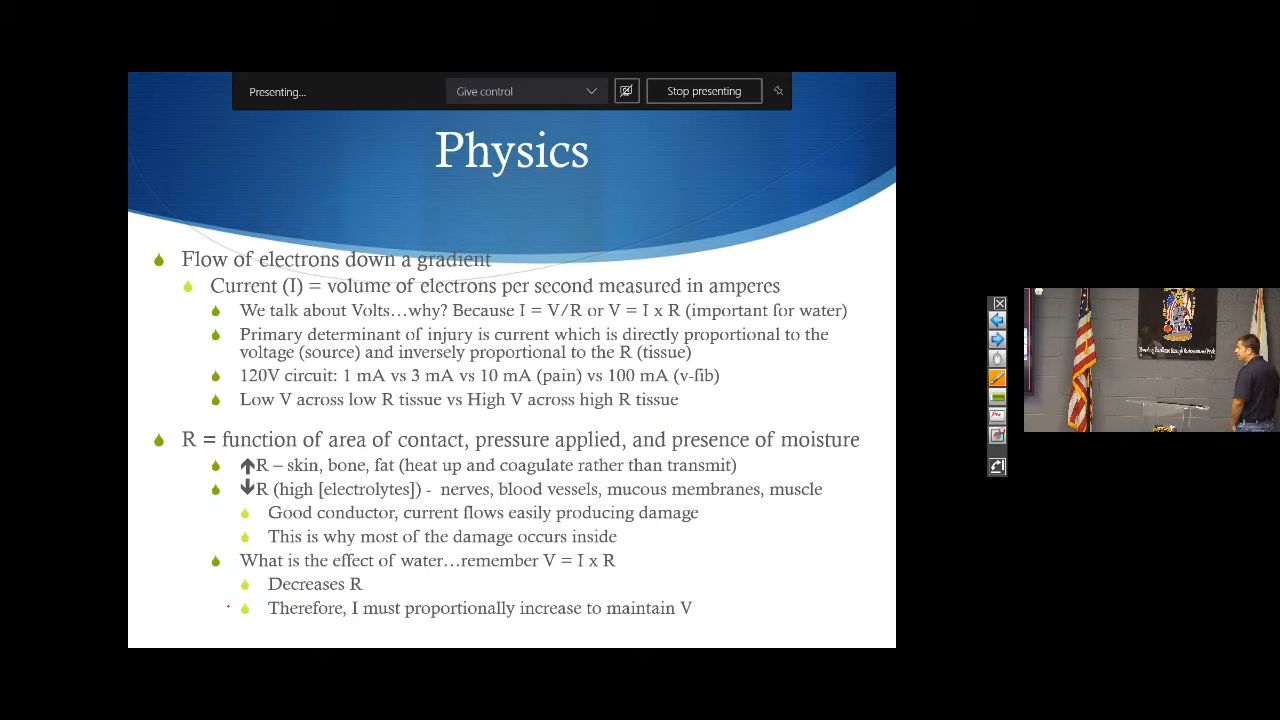 Presenting...
Give control
Stop presenting
Physics
Flow of electrons down a gradient
Current (I) = volume of electrons per second measured in amperes
We talk about Volts…why? Because I = V/R or V = I x R (important for water)
Primary determinant of injury is current which is directly proportional to the
voltage (source) and inversely proportional to the R (tissue)
120V circuit: 1 mA vs 3 mA vs 10 mA (pain) vs 100 mA (v-fib)
Low V across low R tissue vs High V across high R tissue
R = function of area of contact, pressure applied, and presence of moisture
↑R – skin, bone, fat (heat up and coagulate rather than transmit)
↓R (high [electrolytes]) - nerves, blood vessels, mucous membranes, muscle
Good conductor, current flows easily producing damage
This is why most of the damage occurs inside
What is the effect of water…remember V = I x R
Decreases R
Therefore, I must proportionally increase to maintain V